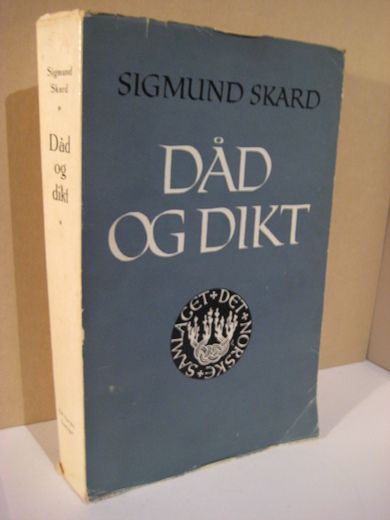 Sigmund
Skard
Dåd
og
dikt
SIGMUND SKARD
DÅD
OG DIKT
DET + NORSKE + SAMLAGET +